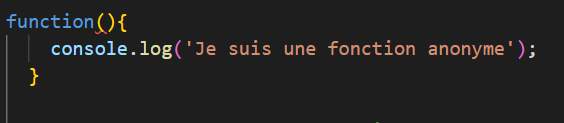 function(){
console.log('Je suis une fonction anonyme');
}